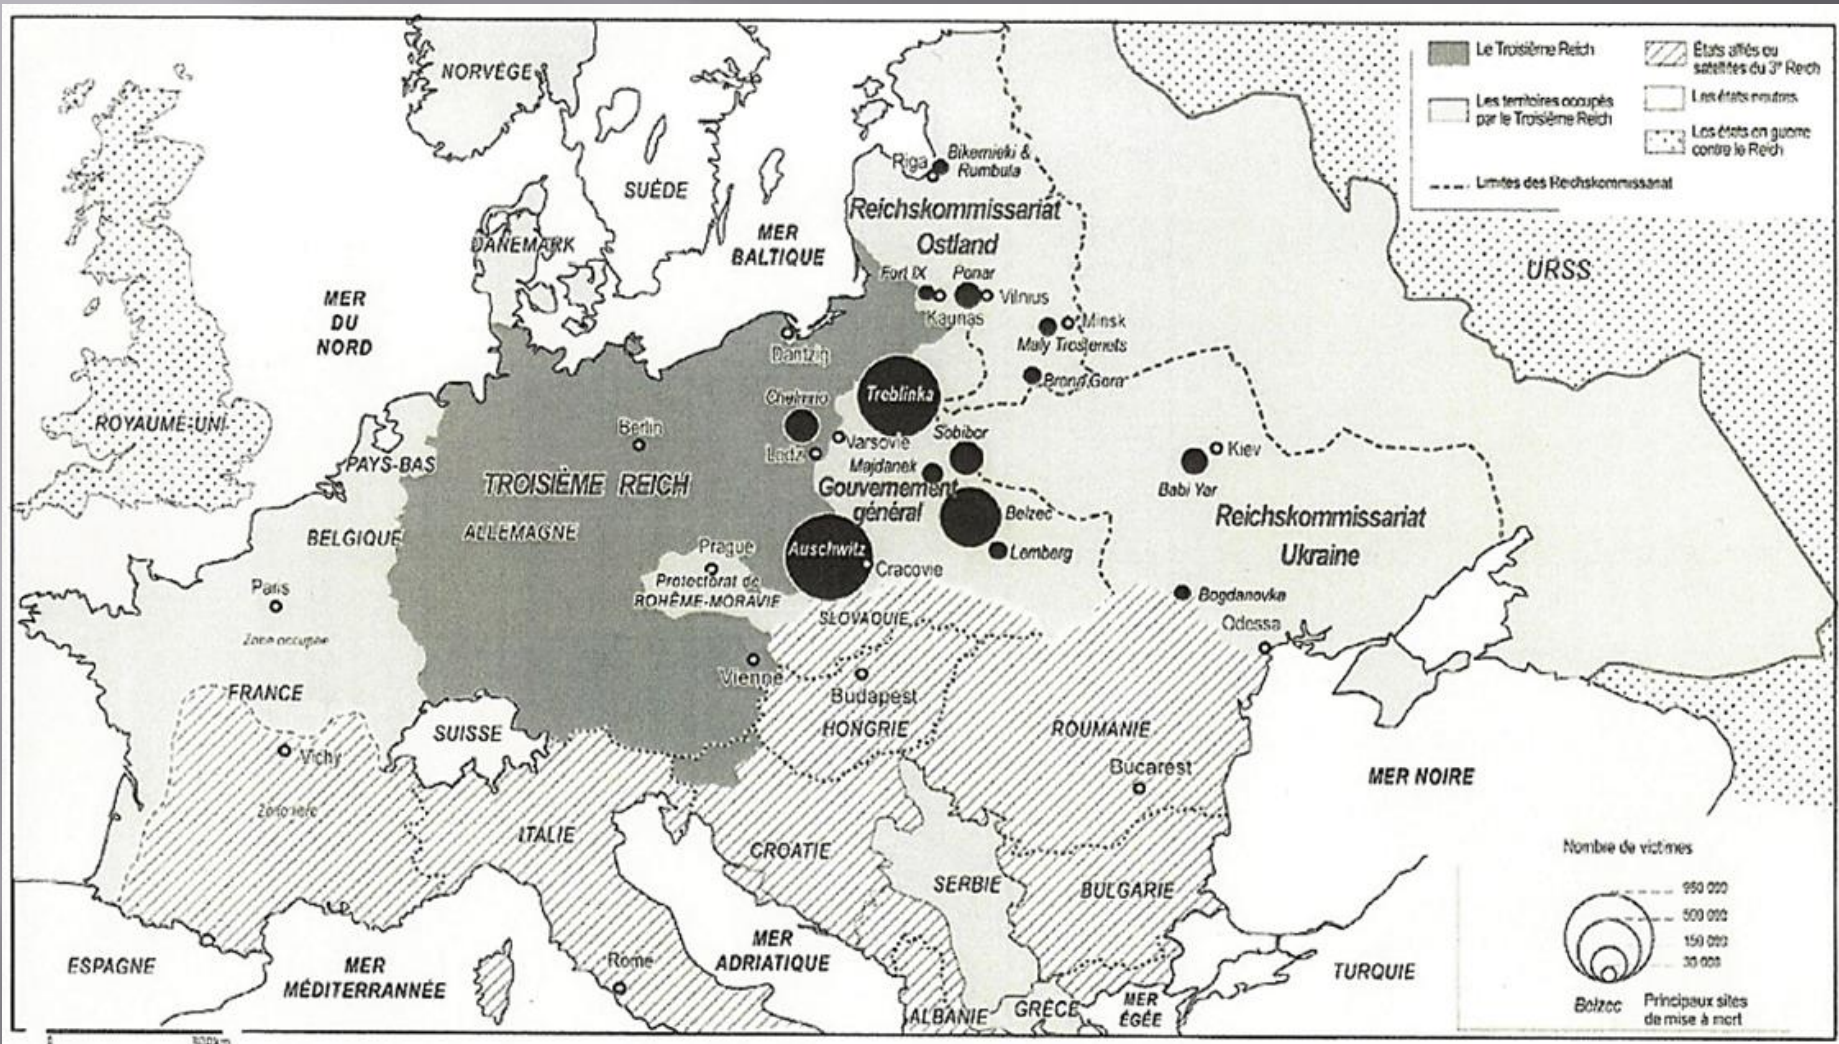 NORVÈGE
SUÈDE
DANEMARK
MER
BALTIQUE
MER
DU
NORD
ROYAUME-UNI
PAYS-BAS
BELGIQUE
Paris
Zone occupée
FRANCE
Vichy
Zone libre
SUISSE
ESPAGNE
MER
MÉDITERRANNÉE
ITALIE
Rome
MER
ADRIATIQUE
Berlin
TROISIÈME REICH
ALLEMAGNE
Prague
Protectorat de
BOHÊME-MORAVIE
Vienne
Dantzig
Chelmno
Lodz
Varsovie
Treblinka
Sobibor
Majdanek
Gouvernement
général
Belzec
Lemberg
Auschwitz
Cracovie
Riga
Bikernieki &
Rumbula
Reichskommissariat
Ostland
Fort IX
Ponar
Vilnius
Kaunas
Minsk
Maly Trostenets
Brona Gora
Kiev
Babi Yar
Reichskommissariat
Ukraine
Bogdanovka
Odessa
SLOVAQUIE
Budapest
HONGRIE
ROUMANIE
Bucarest
CROATIE
SERBIE
BULGARIE
ALBANIE
GRÈCE
MER
ÉGÉE
TURQUIE
MER NOIRE
URSS
Le Troisième Reich
Les territoires occupés
par le Troisième Reich
Limites des Reichskommissariat
États alliés ou
satellites du 3e Reich
Les états neutres
Les états en guerre
contre le Reich
Nombre de victimes
950 000
500 000
150 000
30 000
Belzec
Principaux sites
de mise à mort